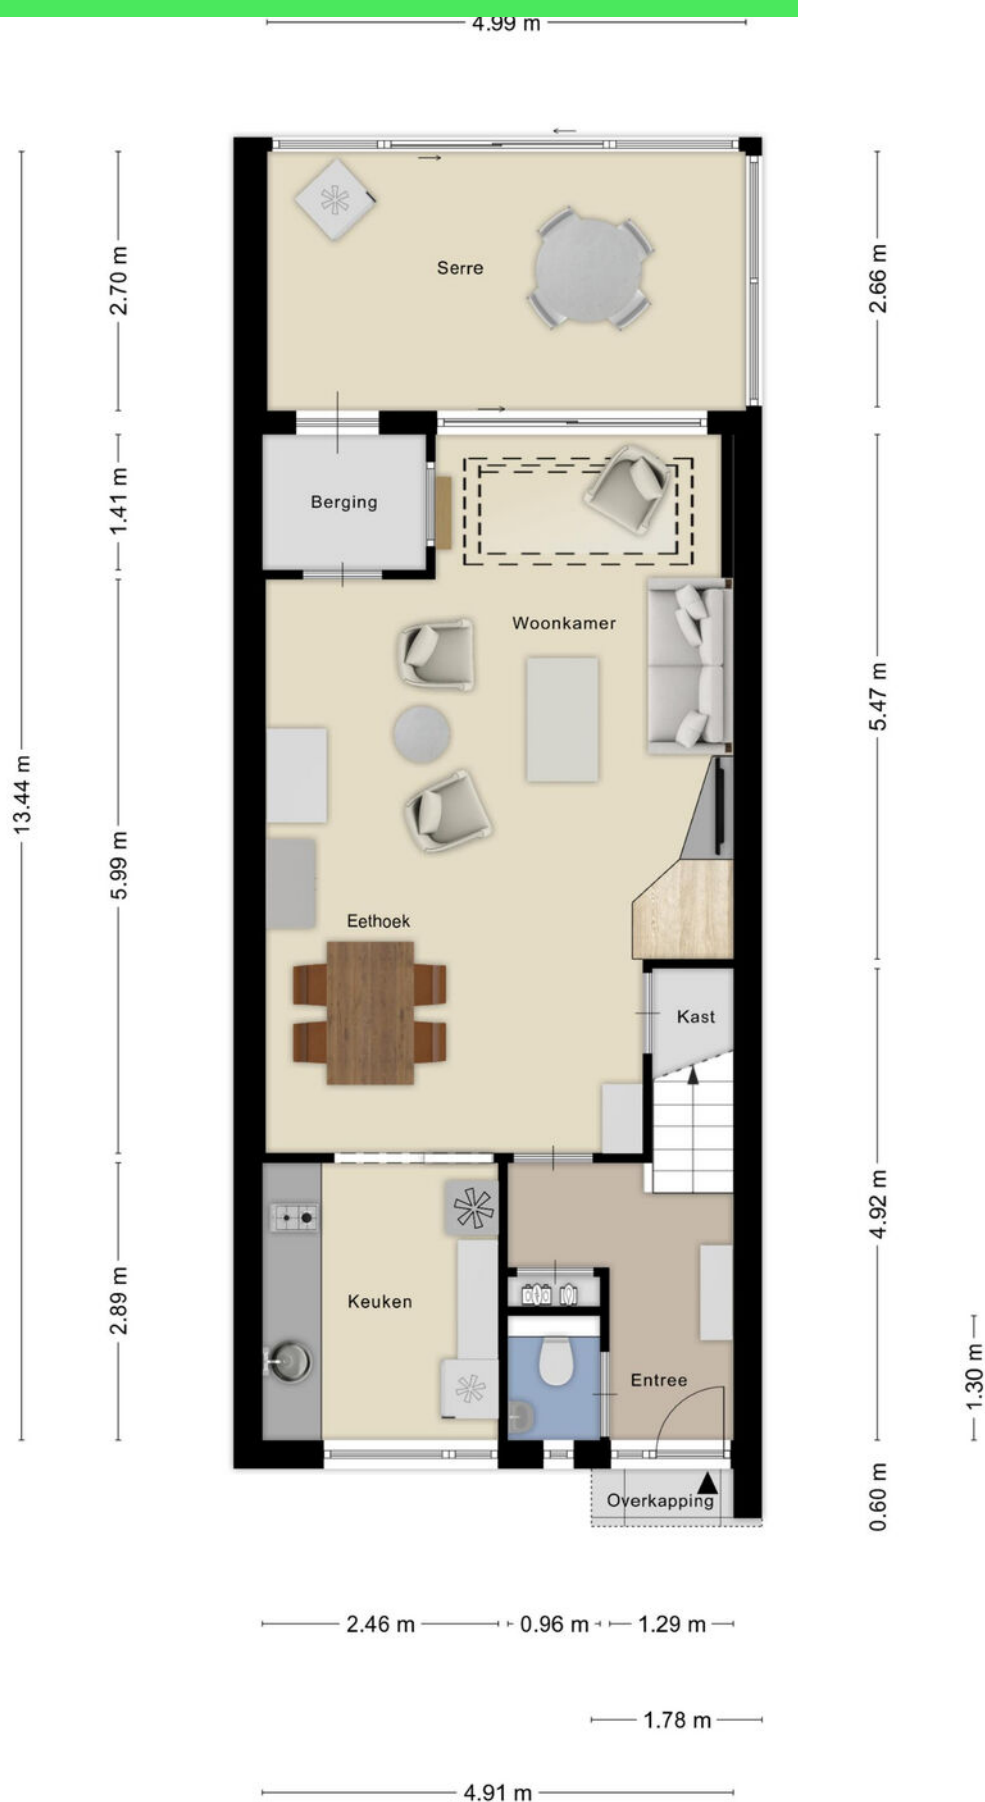 4.99 m
2.70 m
2.66 m
Serre
1.41 m
Berging
Woonkamer
5.47 m
13.44 m
5.99 m
Eethoek
Kast
4.92 m
2.89 m
Keuken
1.30 m
Entree
0.60 m
Overkapping
2.46 m
0.96 m
1.29 m
1.78 m
4.91 m